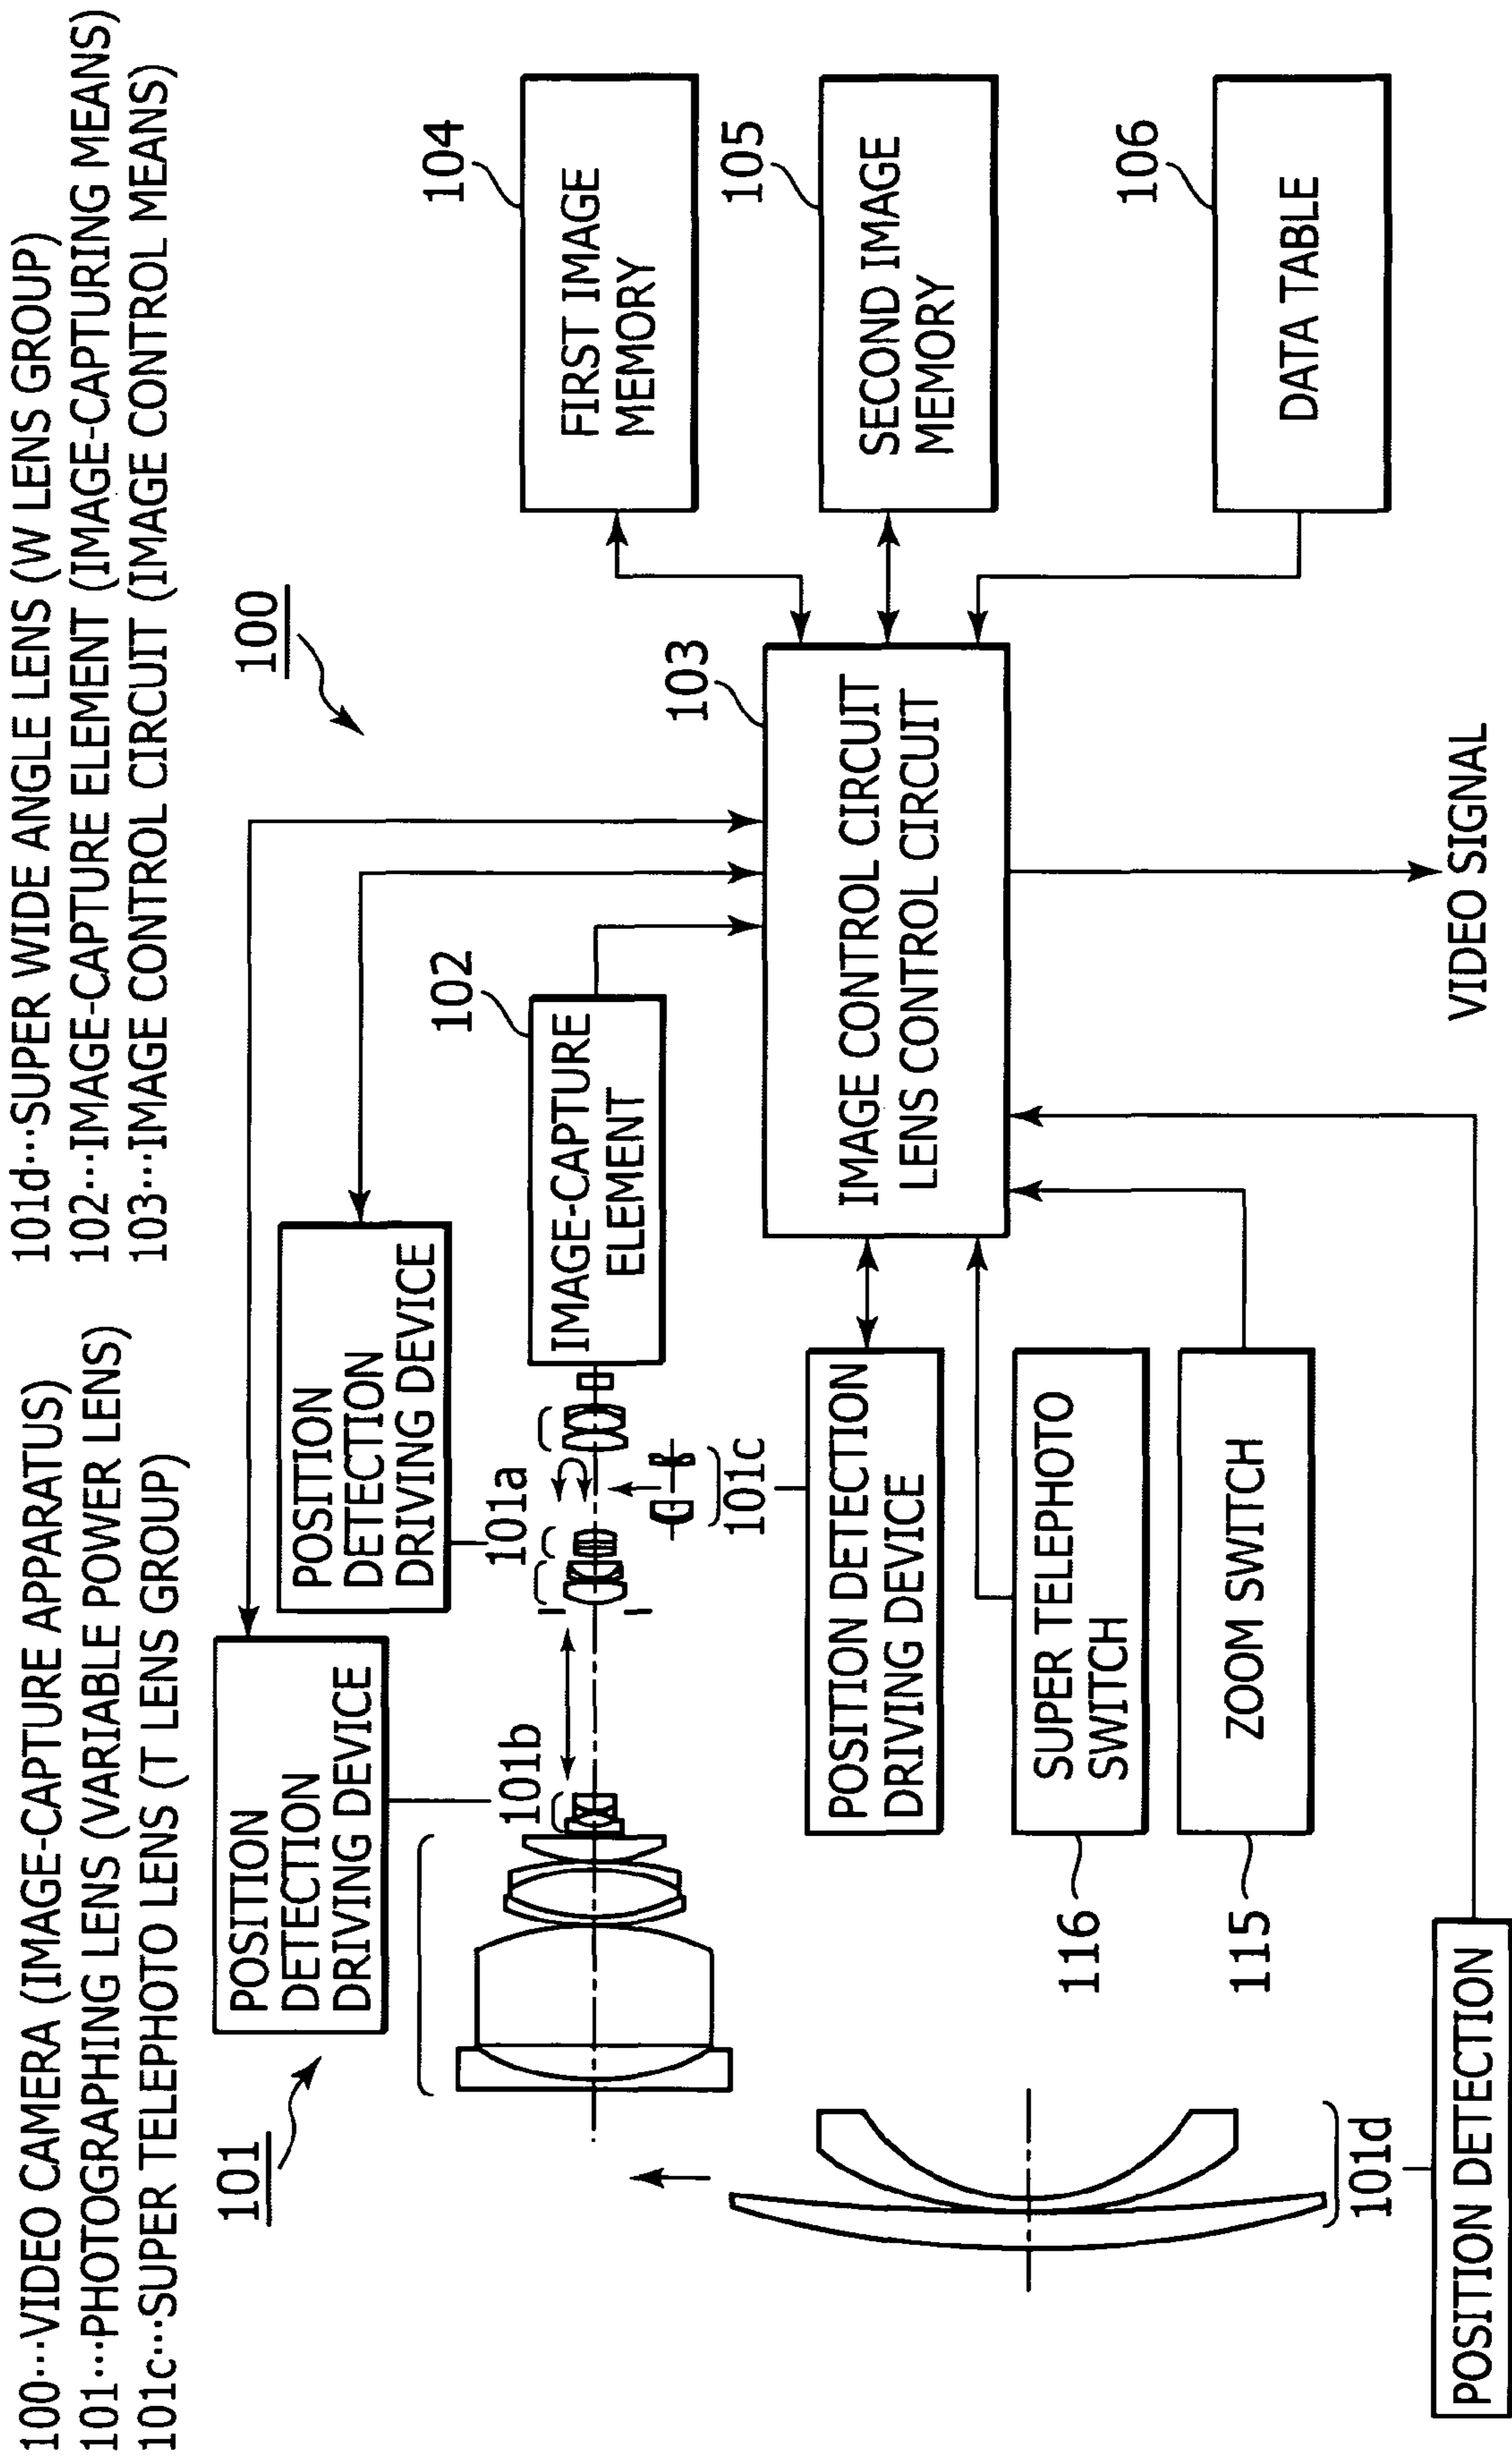 100···VIDEO CAMERA (IMAGE-CAPTURE APPARATUS)
101···PHOTOGRAPHING LENS (VARIABLE POWER LENS)
101c···SUPER TELEPHOTO LENS (T LENS GROUP)
101d···SUPER WIDE ANGLE LENS (W LENS GROUP)
102···IMAGE-CAPTURE ELEMENT (IMAGE-CAPTURING MEANS)
103···IMAGE CONTROL CIRCUIT (IMAGE CONTROL MEANS)
100
101
POSITION
DETECTION
DRIVING DEVICE
101b
POSITION
DETECTION
DRIVING DEVICE
101a
102
IMAGE-CAPTURE
ELEMENT
104
FIRST IMAGE
MEMORY
105
SECOND IMAGE
MEMORY
106
DATA TABLE
103
IMAGE CONTROL CIRCUIT
LENS CONTROL CIRCUIT
101c
POSITION DETECTION
DRIVING DEVICE
116
SUPER TELEPHOTO
SWITCH
115
ZOOM SWITCH
101d
POSITION DETECTION
VIDEO SIGNAL